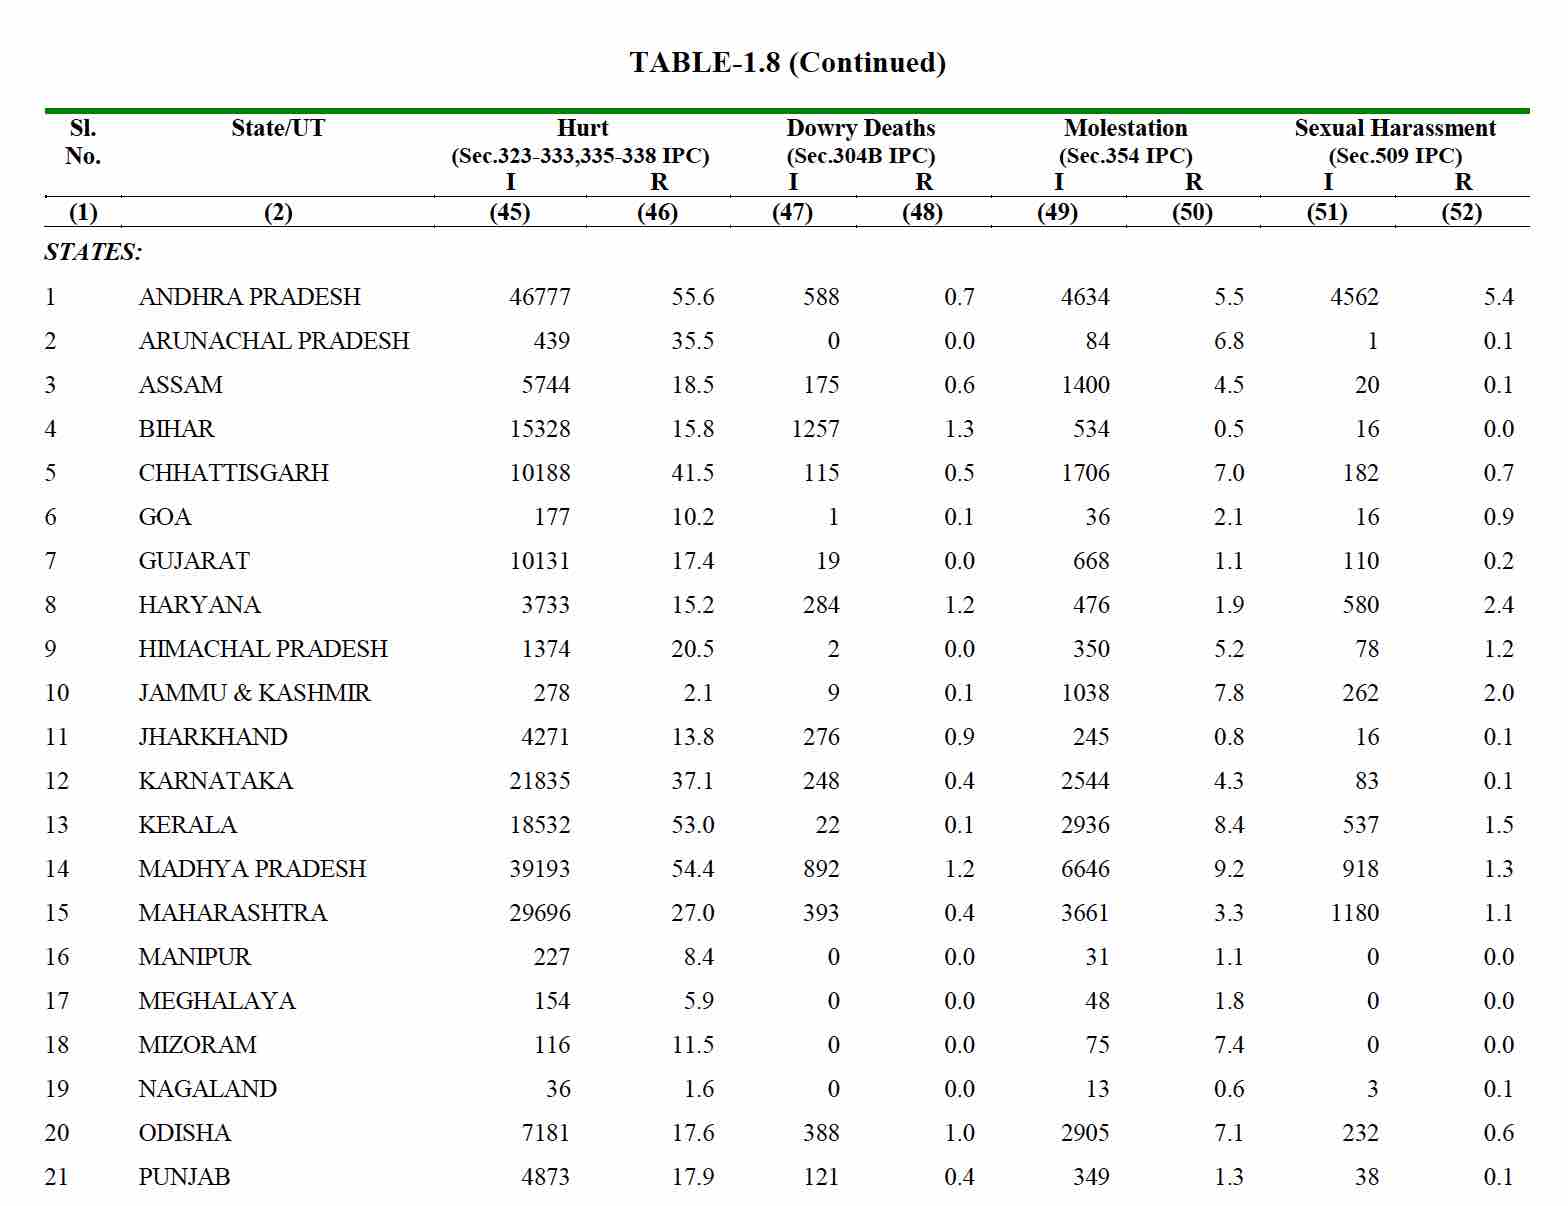 TABLE-1.8 (Continued)
Sl. State/UT Hurt Dowry Deaths Molestation Sexual Harassment
No. (Sec.323-333,335-338 IPC) (Sec.304B IPC) (Sec.354 IPC) (Sec.509 IPC)
I R I R I R I R
(1) (2) (45) (46) (47) (48) (49) (50) (51) (52)
STATES:
1 ANDHRA PRADESH 46777 55.6 588 0.7 4634 5.5 4562 5.4
2 ARUNACHAL PRADESH 439 35.5 0 0.0 84 6.8 1 0.1
3 ASSAM 5744 18.5 175 0.6 1400 4.5 20 0.1
4 BIHAR 15328 15.8 1257 1.3 534 0.5 16 0.0
5 CHHATTISGARH 10188 41.5 115 0.5 1706 7.0 182 0.7
6 GOA 177 10.2 1 0.1 36 2.1 16 0.9
7 GUJARAT 10131 17.4 19 0.0 668 1.1 110 0.2
8 HARYANA 3733 15.2 284 1.2 476 1.9 580 2.4
9 HIMACHAL PRADESH 1374 20.5 2 0.0 350 5.2 78 1.2
10 JAMMU & KASHMIR 278 2.1 9 0.1 1038 7.8 262 2.0
11 JHARKHAND 4271 13.8 276 0.9 245 0.8 16 0.1
12 KARNATAKA 21835 37.1 248 0.4 2544 4.3 83 0.1
13 KERALA 18532 53.0 22 0.1 2936 8.4 537 1.5
14 MADHYA PRADESH 39193 54.4 892 1.2 6646 9.2 918 1.3
15 MAHARASHTRA 29696 27.0 393 0.4 3661 3.3 1180 1.1
16 MANIPUR 227 8.4 0 0.0 31 1.1 0 0.0
17 MEGHALAYA 154 5.9 0 0.0 48 1.8 0 0.0
18 MIZORAM 116 11.5 0 0.0 75 7.4 0 0.0
19 NAGALAND 36 1.6 0 0.0 13 0.6 3 0.1
20 ODISHA 7181 17.6 388 1.0 2905 7.1 232 0.6
21 PUNJAB 4873 17.9 121 0.4 349 1.3 38 0.1